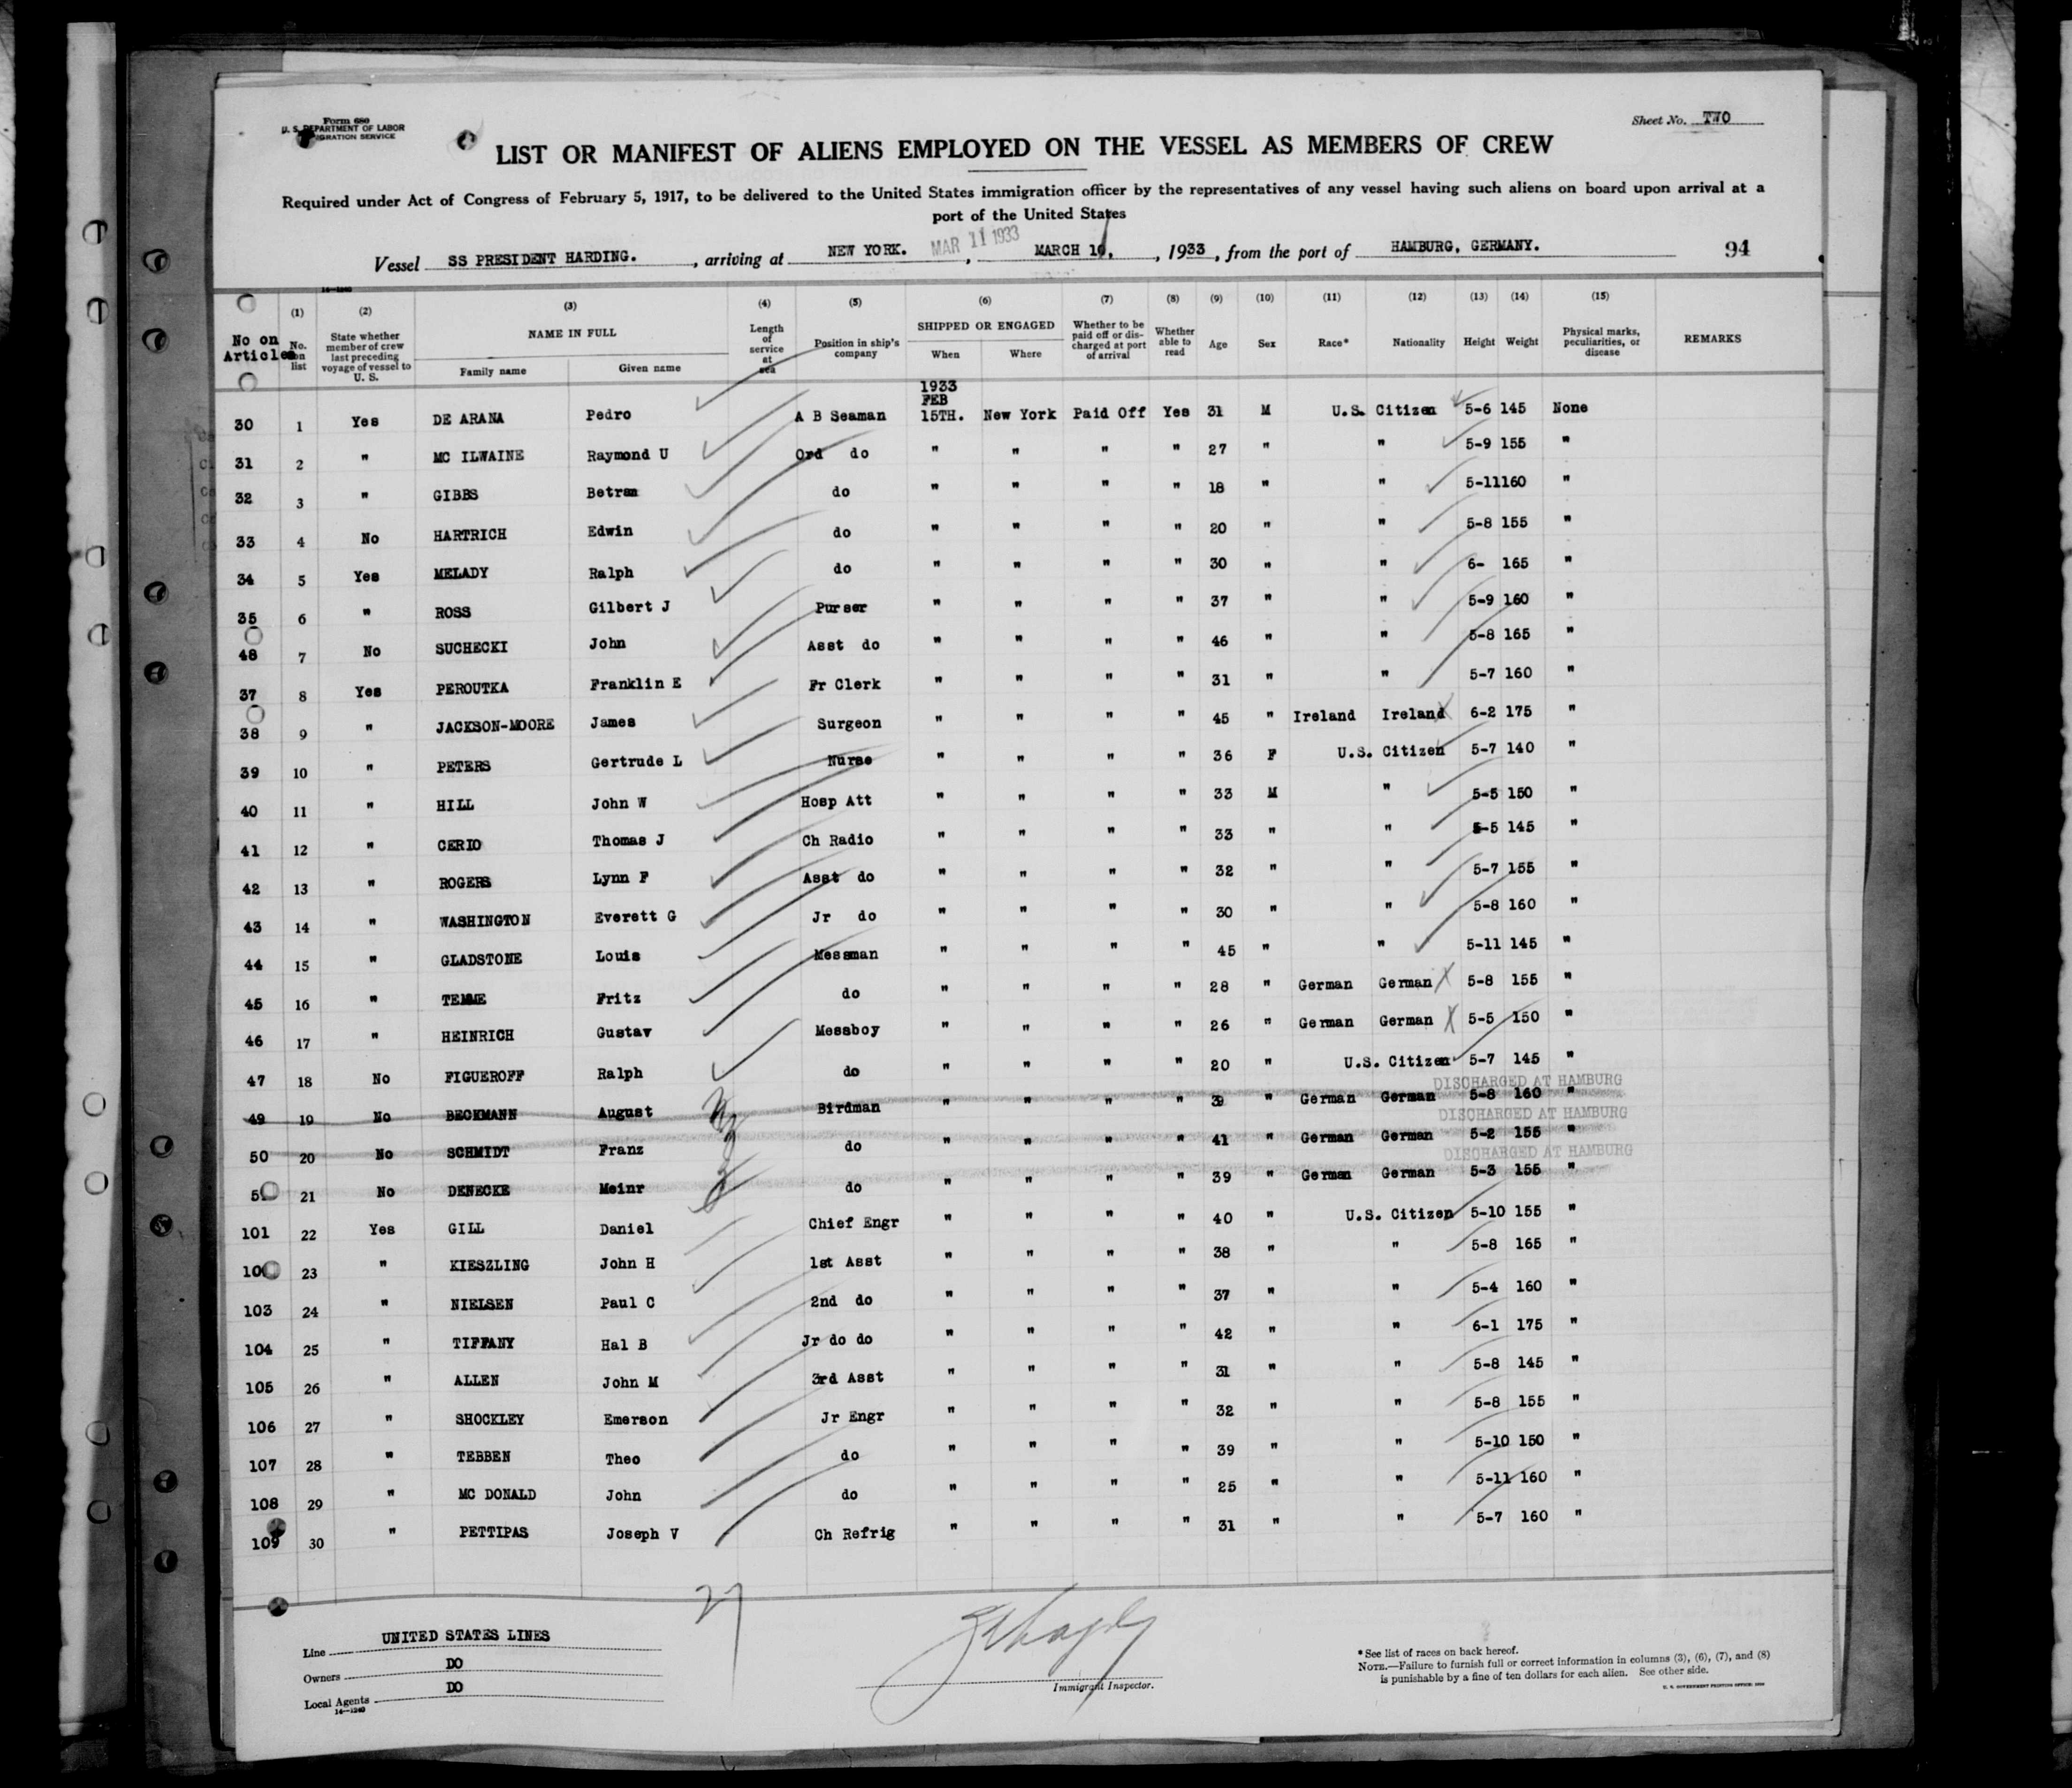 Form 680
U. S. DEPARTMENT OF LABOR
IMMIGRATION SERVICE
Sheet No. TWO
LIST OR MANIFEST OF ALIENS EMPLOYED ON THE VESSEL AS MEMBERS OF CREW
Required under Act of Congress of February 5, 1917, to be delivered to the United States immigration officer by the representatives of any vessel having such aliens on board upon arrival at a
port of the United States
Vessel SS PRESIDENT HARDING. , arriving at NEW YORK. MAR 11 1933 , MARCH 10, , 1933 , from the port of HAMBURG, GERMANY. 94
14-1240
(1) (2) (3) (4) (5) (6) (7) (8) (9) (10) (11) (12) (13) (14) (15)
No on Articles No. on list State whether member of crew last preceding voyage of vessel to U. S. NAME IN FULL Family name Given name Length of service at sea Position in ship's company SHIPPED OR ENGAGED When Where Whether to be paid off or discharged at port of arrival Whether able to read Age Sex Race* Nationality Height Weight Physical marks, peculiarities, or disease REMARKS
1933
FEB
30 1 Yes DE ARANA Pedro A B Seaman 15TH. New York Paid Off Yes 31 M U.S. Citizen 5-6 145 None
31 2 " MC ILWAINE Raymond U Ord do " " " " 27 " " 5-9 155 "
32 3 " GIBBS Betram do " " " " 18 " " 5-11 160 "
33 4 No HARTRICH Edwin do " " " " 20 " " 5-8 155 "
34 5 Yes MELADY Ralph do " " " " 30 " " 6- 165 "
35 6 " ROSS Gilbert J Purser " " " " 37 " " 5-9 160 "
48 7 No SUCHECKI John Asst do " " " " 46 " " 5-8 165 "
37 8 Yes PEROUTKA Franklin E Fr Clerk " " " " 31 " " 5-7 160 "
38 9 " JACKSON-MOORE James Surgeon " " " " 45 " Ireland Ireland 6-2 175 "
39 10 " PETERS Gertrude L Nurse " " " " 36 F U.S. Citizen 5-7 140 "
40 11 " HILL John W Hosp Att " " " " 33 M " 5-5 150 "
41 12 " CERIO Thomas J Ch Radio " " " " 33 " " 5-5 145 "
42 13 " ROGERS Lynn F Asst do " " " " 32 " " 5-7 155 "
43 14 " WASHINGTON Everett G Jr do " " " " 30 " " 5-8 160 "
44 15 " GLADSTONE Louis Messman " " " " 45 " " 5-11 145 "
45 16 " TEMME Fritz do " " " " 28 " German German X 5-8 155 "
46 17 " HEINRICH Gustav Messboy " " " " 26 " German German X 5-5 150 "
47 18 No FIGUEROFF Ralph do " " " " 20 " U.S. Citizen 5-7 145 "
DISCHARGED AT HAMBURG
49 19 No BECKMANN August Birdman " " " " 39 " German German 5-8 160 "
DISCHARGED AT HAMBURG
50 20 No SCHMIDT Franz do " " " " 41 " German German 5-2 155 "
DISCHARGED AT HAMBURG
5 21 No DENECKE Meinr do " " " " 39 " German German 5-3 155 "
101 22 Yes GILL Daniel Chief Engr " " " " 40 " U.S. Citizen 5-10 155 "
10 23 " KIESZLING John H 1st Asst " " " " 38 " " 5-8 165 "
103 24 " NIELSEN Paul C 2nd do " " " " 37 " " 5-4 160 "
104 25 " TIFFANY Hal B Jr do do " " " " 42 " " 6-1 175 "
105 26 " ALLEN John M 3rd Asst " " " " 31 " " 5-8 145 "
106 27 " SHOCKLEY Emerson Jr Engr " " " " 32 " " 5-8 155 "
107 28 " TEBBEN Theo do " " " " 39 " " 5-10 150 "
108 29 " MC DONALD John do " " " " 25 " " 5-11 160 "
109 30 " PETTIPAS Joseph V Ch Refrig " " " " 31 " " 5-7 160 "
27
Line UNITED STATES LINES
Owners DO
Local Agents DO
14-1240
Immigrant Inspector.
* See list of races on back hereof.
NOTE.—Failure to furnish full or correct information in columns (3), (6), (7), and (8)
is punishable by a fine of ten dollars for each alien. See other side.